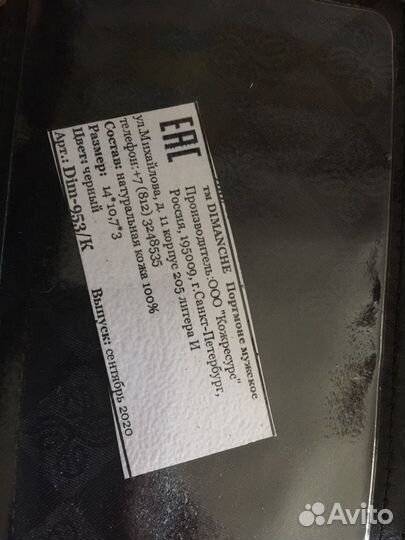 EAC
тм DIMANCHE Портмоне мужское
Производитель:ООО "Кожресурс"
Россия, 195009, г.Санкт-Петербург,
ул.Михайлова, д. 11 корпус 205 литера И
телефон:+7 (812) 3248535
Состав: натуральная кожа 100%
Размер: 14*10,7*3
Цвет: черный
Выпуск: сентябрь 2020
Арт.: Dim-953/К
Avito